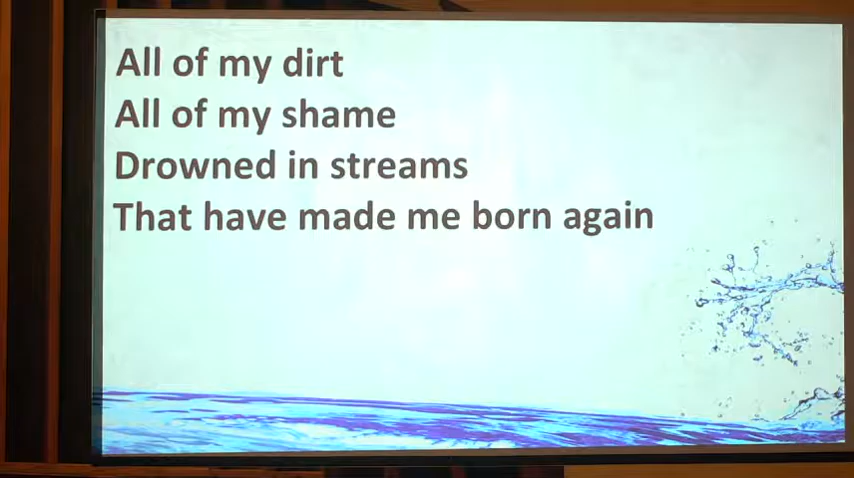 All of my dirt
All of my shame
Drowned in streams
That have made me born again